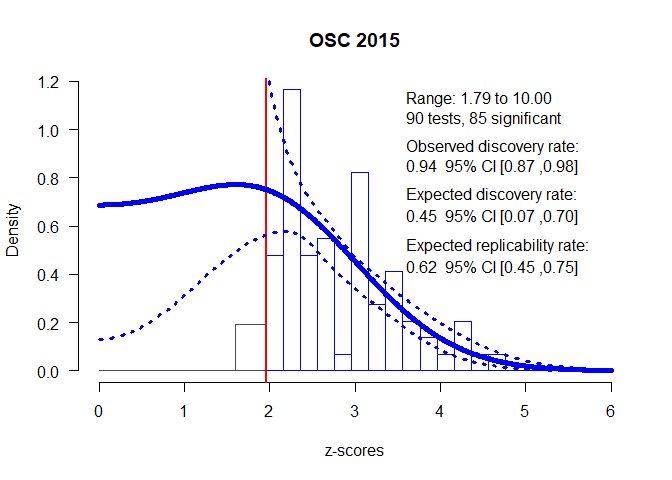 OSC 2015
Range: 1.79 to 10.00
90 tests, 85 significant
Observed discovery rate:
0.94  95% CI [0.87 ,0.98]
Expected discovery rate:
0.45  95% CI [0.07 ,0.70]
Expected replicability rate:
0.62  95% CI [0.45 ,0.75]
Density
1.2
1.0
0.8
0.6
0.4
0.2
0.0
0 1 2 3 4 5 6
z-scores